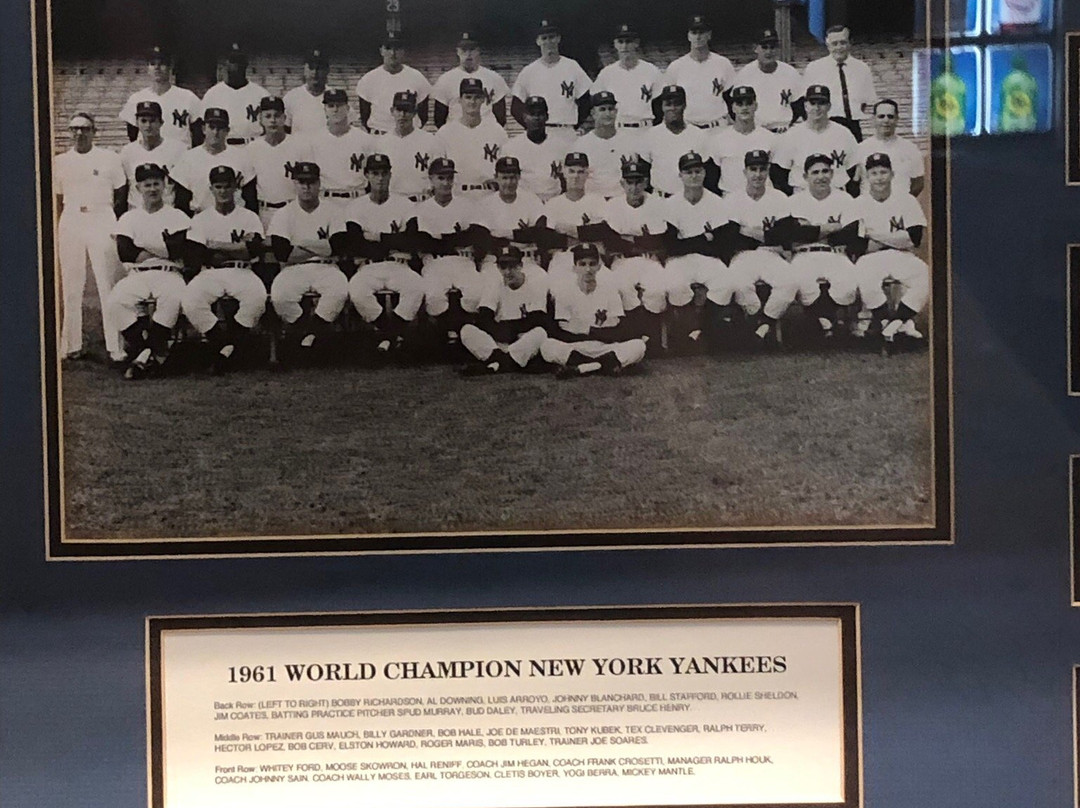 1961 WORLD CHAMPION NEW YORK YANKEES
Back Row: (LEFT TO RIGHT) BOBBY RICHARDSON, AL DOWNING, LUIS ARROYO, JOHNNY BLANCHARD, BILL STAFFORD, ROLLIE SHELDON,
JIM COATES, BATTING PRACTICE PITCHER SPUD MURRAY, BUD DALEY, TRAVELING SECRETARY BRUCE HENRY.
Middle Row: TRAINER GUS MAUCH, BILLY GARDNER, BOB HALE, JOE DE MAESTRI, TONY KUBEK, TEX CLEVENGER, RALPH TERRY,
HECTOR LOPEZ, BOB CERV, ELSTON HOWARD, ROGER MARIS, BOB TURLEY, TRAINER JOE SOARES.
Front Row: WHITEY FORD, MOOSE SKOWRON, HAL RENIFF, COACH JIM HEGAN, COACH FRANK CROSETTI, MANAGER RALPH HOUK,
COACH JOHNNY SAIN, COACH WALLY MOSES, EARL TORGESON, CLETIS BOYER, YOGI BERRA, MICKEY MANTLE.